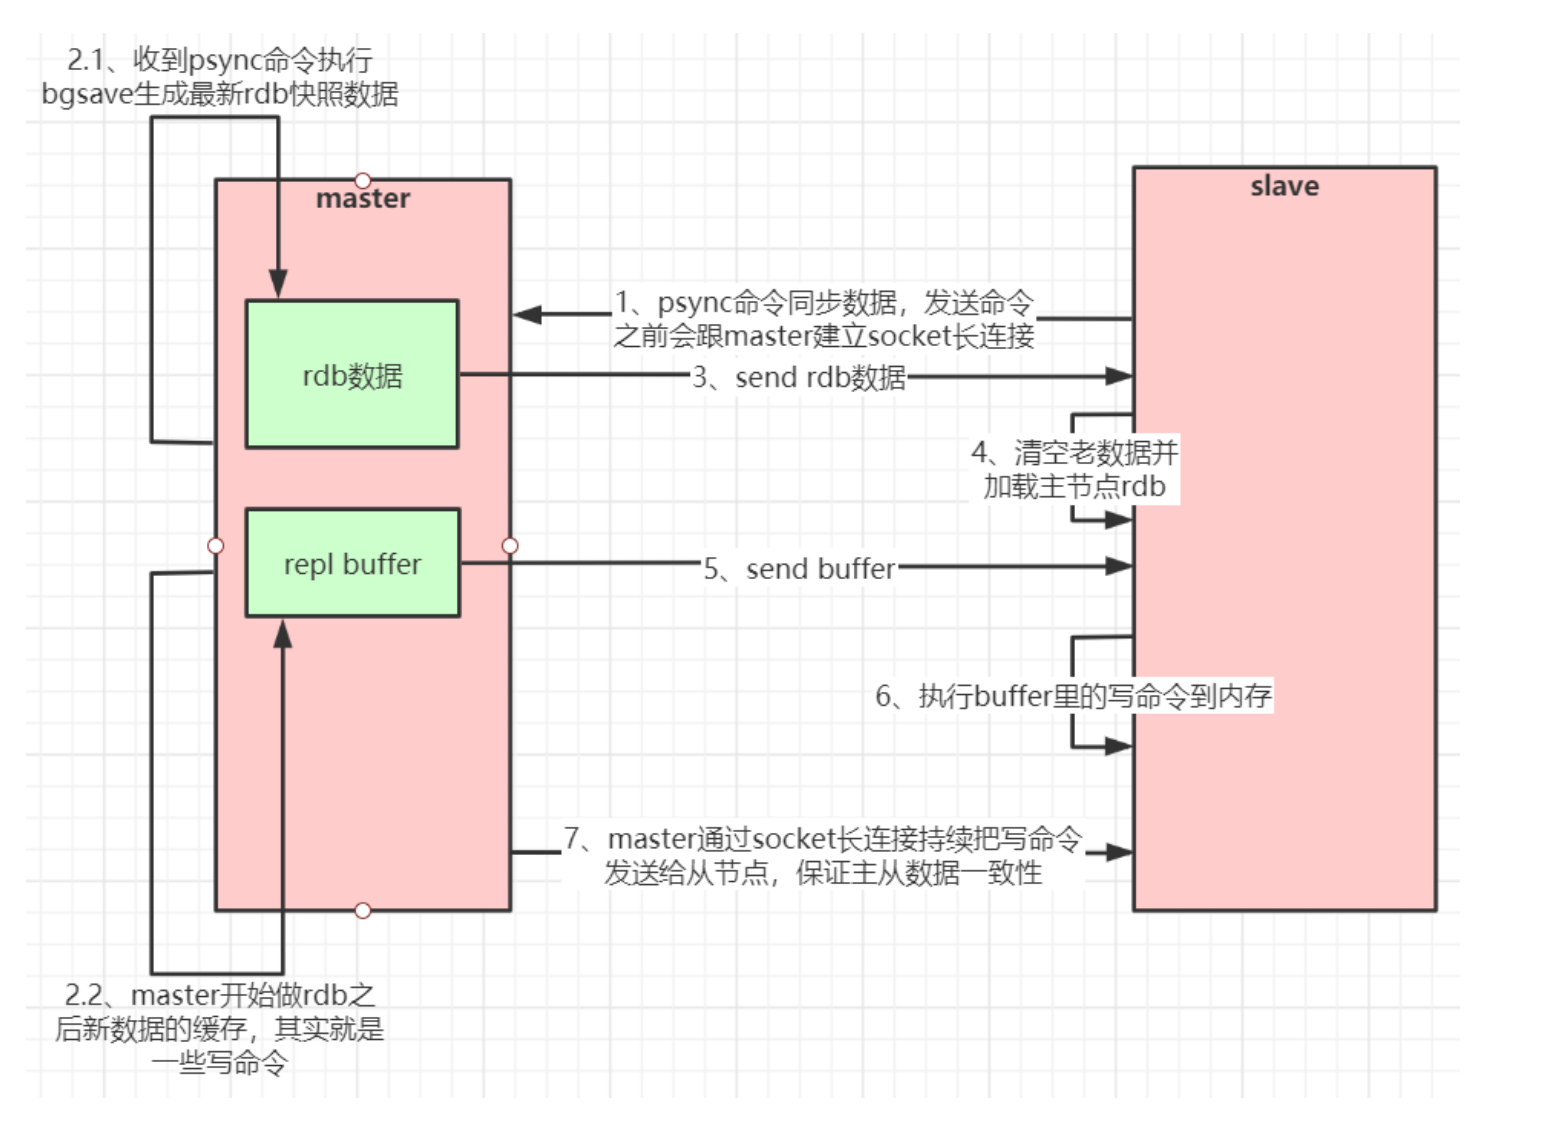 2.1、收到psync命令执行
bgsave生成最新rdb快照数据
master
slave
rdb数据
1、psync命令同步数据，发送命令
之前会跟master建立socket长连接
3、send rdb数据
4、清空老数据并
加载主节点rdb
repl buffer
5、send buffer
6、执行buffer里的写命令到内存
7、master通过socket长连接持续把写命令
发送给从节点，保证主从数据一致性
2.2、master开始做rdb之
后新数据的缓存，其实就是
一些写命令